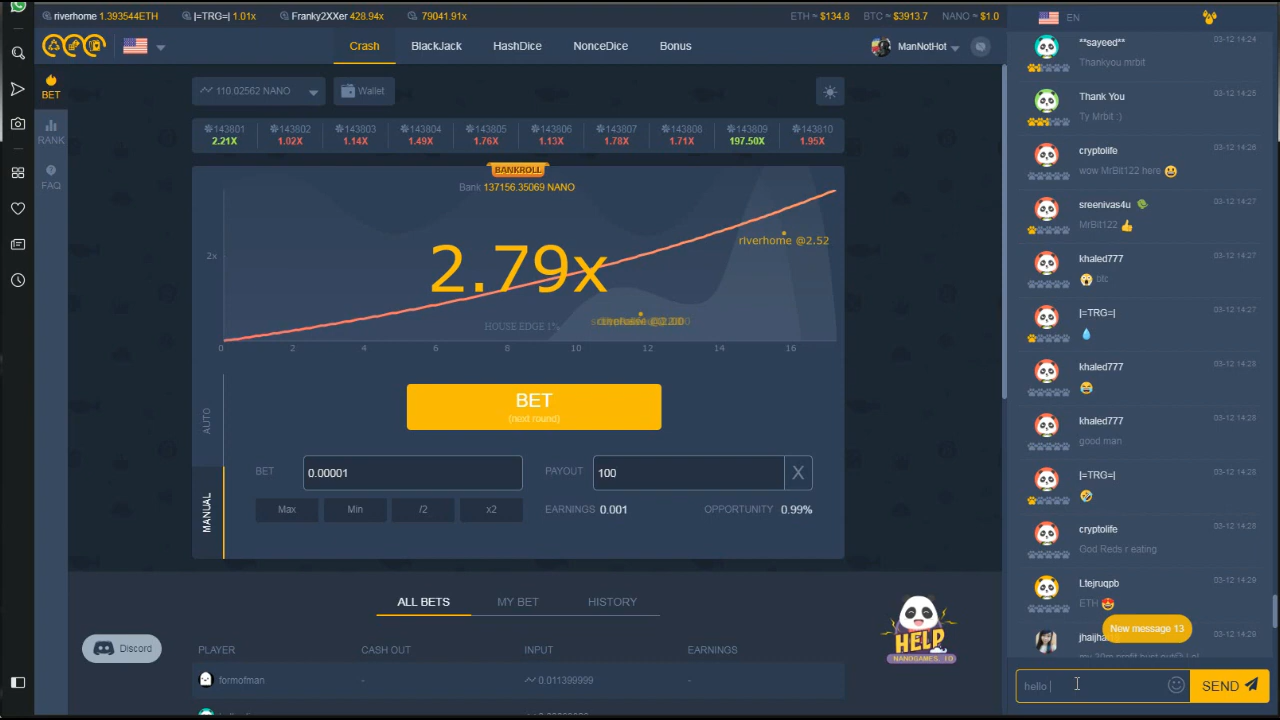 riverhome 1.393544ETH
|=TRG=| 1.01x
Franky2XXer 428.94x
79041.91x
ETH ≈ $134.8
BTC ≈ $3913.7
NANO ≈ $1.0
EN
Crash
BlackJack
HashDice
NonceDice
Bonus
ManNotHot
BET
RANK
FAQ
110.02562 NANO
Wallet
143801 143802 143803 143804 143805 143806 143807 143808 143809 143810
2.21X 1.02X 1.14X 1.49X 1.76X 1.13X 1.78X 1.71X 197.50X 1.95X
BANKROLL
Bank 137156.35069 NANO
2.79x
riverhome @2.52
2x
HOUSE EDGE 1%
0 2 4 6 8 10 12 14 16
AUTO
MANUAL
BET
(next round)
BET 0.00001
PAYOUT 100 X
Max Min /2 x2
EARNINGS 0.001
OPPORTUNITY 0.99%
ALL BETS
MY BET
HISTORY
PLAYER CASH OUT INPUT EARNINGS
formofman - 0.011399999 -
Discord
HELP
NANOGAMES.IO
**sayeed** 03-12 14:24
Thankyou mrbit
Thank You 03-12 14:25
Ty Mrbit :)
cryptolife 03-12 14:26
wow MrBit122 here 😃
sreenivas4u 03-12 14:27
MrBit122 👍
khaled777 03-12 14:27
😱 btc
|=TRG=| 03-12 14:28
💧
khaled777 03-12 14:28
😂
khaled777 03-12 14:28
good man
|=TRG=| 03-12 14:28
🤣
cryptolife 03-12 14:28
God Reds r eating
Ltejruqpb 03-12 14:29
ETH 😍
New message 13
03-12 14:29
hello
SEND